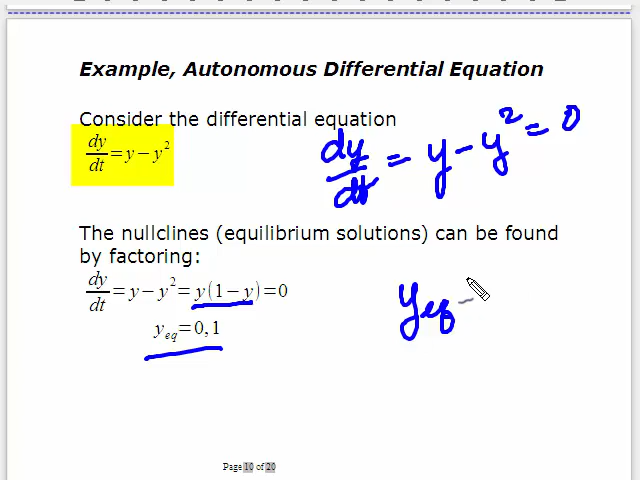 Example, Autonomous Differential Equation
Consider the differential equation
dy/dt = y − y²
dy/dt = y − y² = 0
The nullclines (equilibrium solutions) can be found
by factoring:
dy/dt = y − y² = y(1 − y) = 0
y_eq = 0, 1
y_eq −
Page 10 of 20